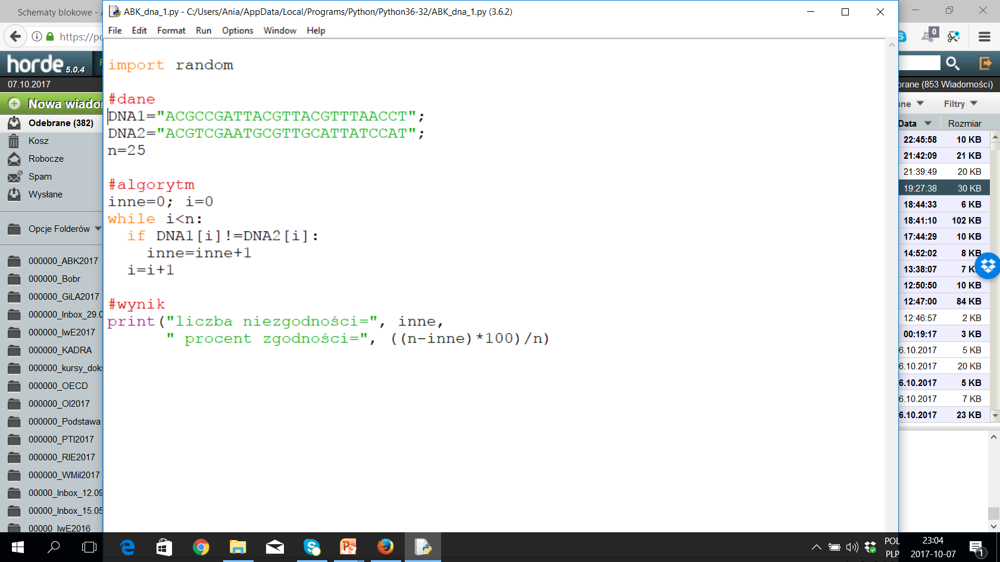 Schematy blokowe - A
ABK_dna_1.py - C:/Users/Ania/AppData/Local/Programs/Python/Python36-32/ABK_dna_1.py (3.6.2)
File Edit Format Run Options Window Help
https://po
0
horde 5.0.4
07.10.2017
brane (853 Wiadomości)
Nowa wiador
Filtry
Odebrane (382)
Kosz
Robocze
Spam
Wysłane
Opcje Folderów
000000_ABK2017
000000_Bobr
000000_GiLA2017
000000_Inbox_29.0
000000_IwE2017
000000_KADRA
000000_kursy_doks
000000_OECD
000000_OI2017
000000_Podstawa
000000_PTI2017
000000_RIE2017
000000_WMil2017
00000_Inbox_12.09
00000_Inbox_15.05
00000_IwE2016
import random
#dane
DNA1="ACGCCGATTACGTTACGTTTAACCT";
DNA2="ACGTCGAATGCGTTGCATTATCCAT";
n=25
#algorytm
inne=0; i=0
while i<n:
if DNA1[i]!=DNA2[i]:
inne=inne+1
i=i+1
#wynik
print("liczba niezgodności=", inne,
" procent zgodności=", ((n-inne)*100)/n)
Data Rozmiar
22:45:58 10 KB
21:42:09 21 KB
21:39:49 20 KB
19:27:38 30 KB
18:44:33 6 KB
18:41:10 102 KB
17:44:29 10 KB
14:52:02 8 KB
13:38:07 7 K
12:50:50 10 KB
12:47:00 84 KB
12:46:57 2 KB
00:19:17 3 KB
6.10.2017 5 KB
6.10.2017 20 KB
6.10.2017 5 KB
6.10.2017 7 KB
6.10.2017 23 KB
POL
PLP
23:04
2017-10-07
1